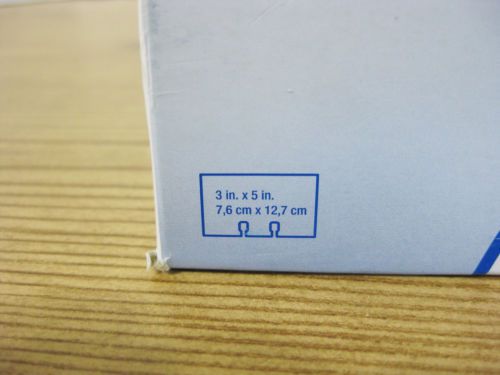 3 in. x 5 in.
7,6 cm x 12,7 cm